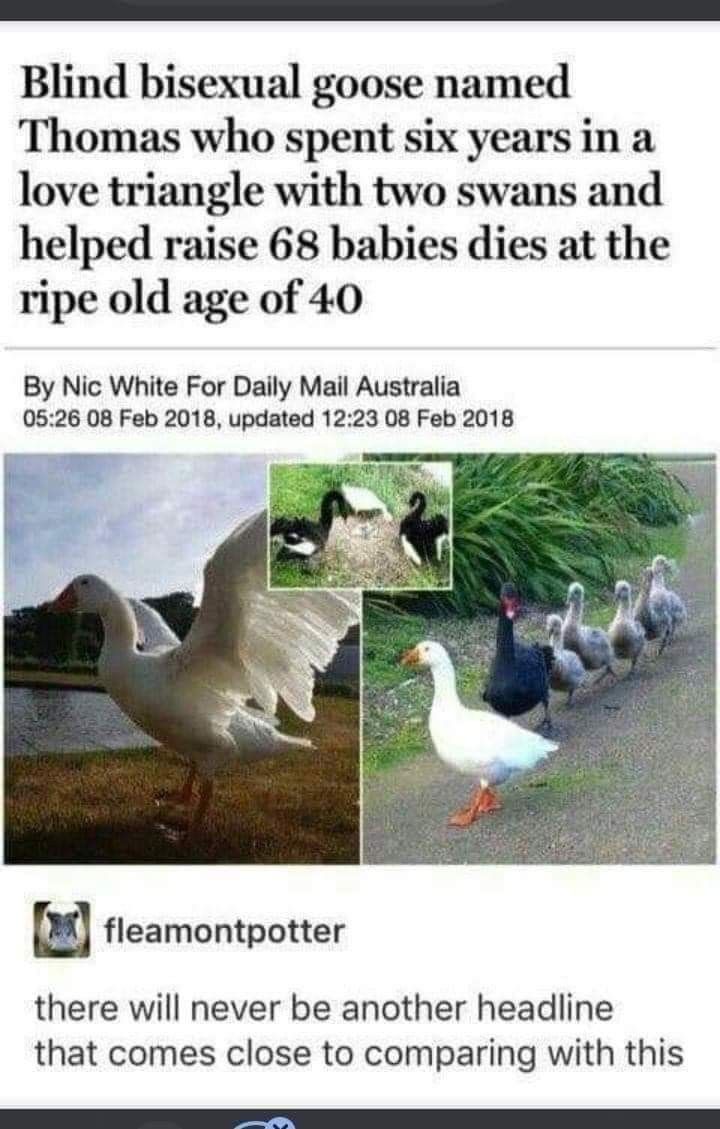 Blind bisexual goose named
Thomas who spent six years in a
love triangle with two swans and
helped raise 68 babies dies at the
ripe old age of 40
By Nic White For Daily Mail Australia
05:26 08 Feb 2018, updated 12:23 08 Feb 2018
fleamontpotter
there will never be another headline
that comes close to comparing with this